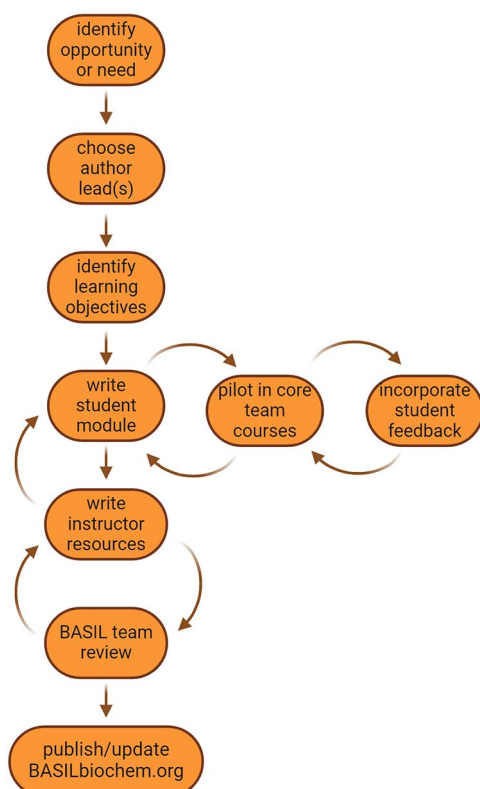 identify
opportunity
or need
choose
author
lead(s)
identify
learning
objectives
write
student
module
pilot in core
team
courses
incorporate
student
feedback
write
instructor
resources
BASIL team
review
publish/update
BASILbiochem.org